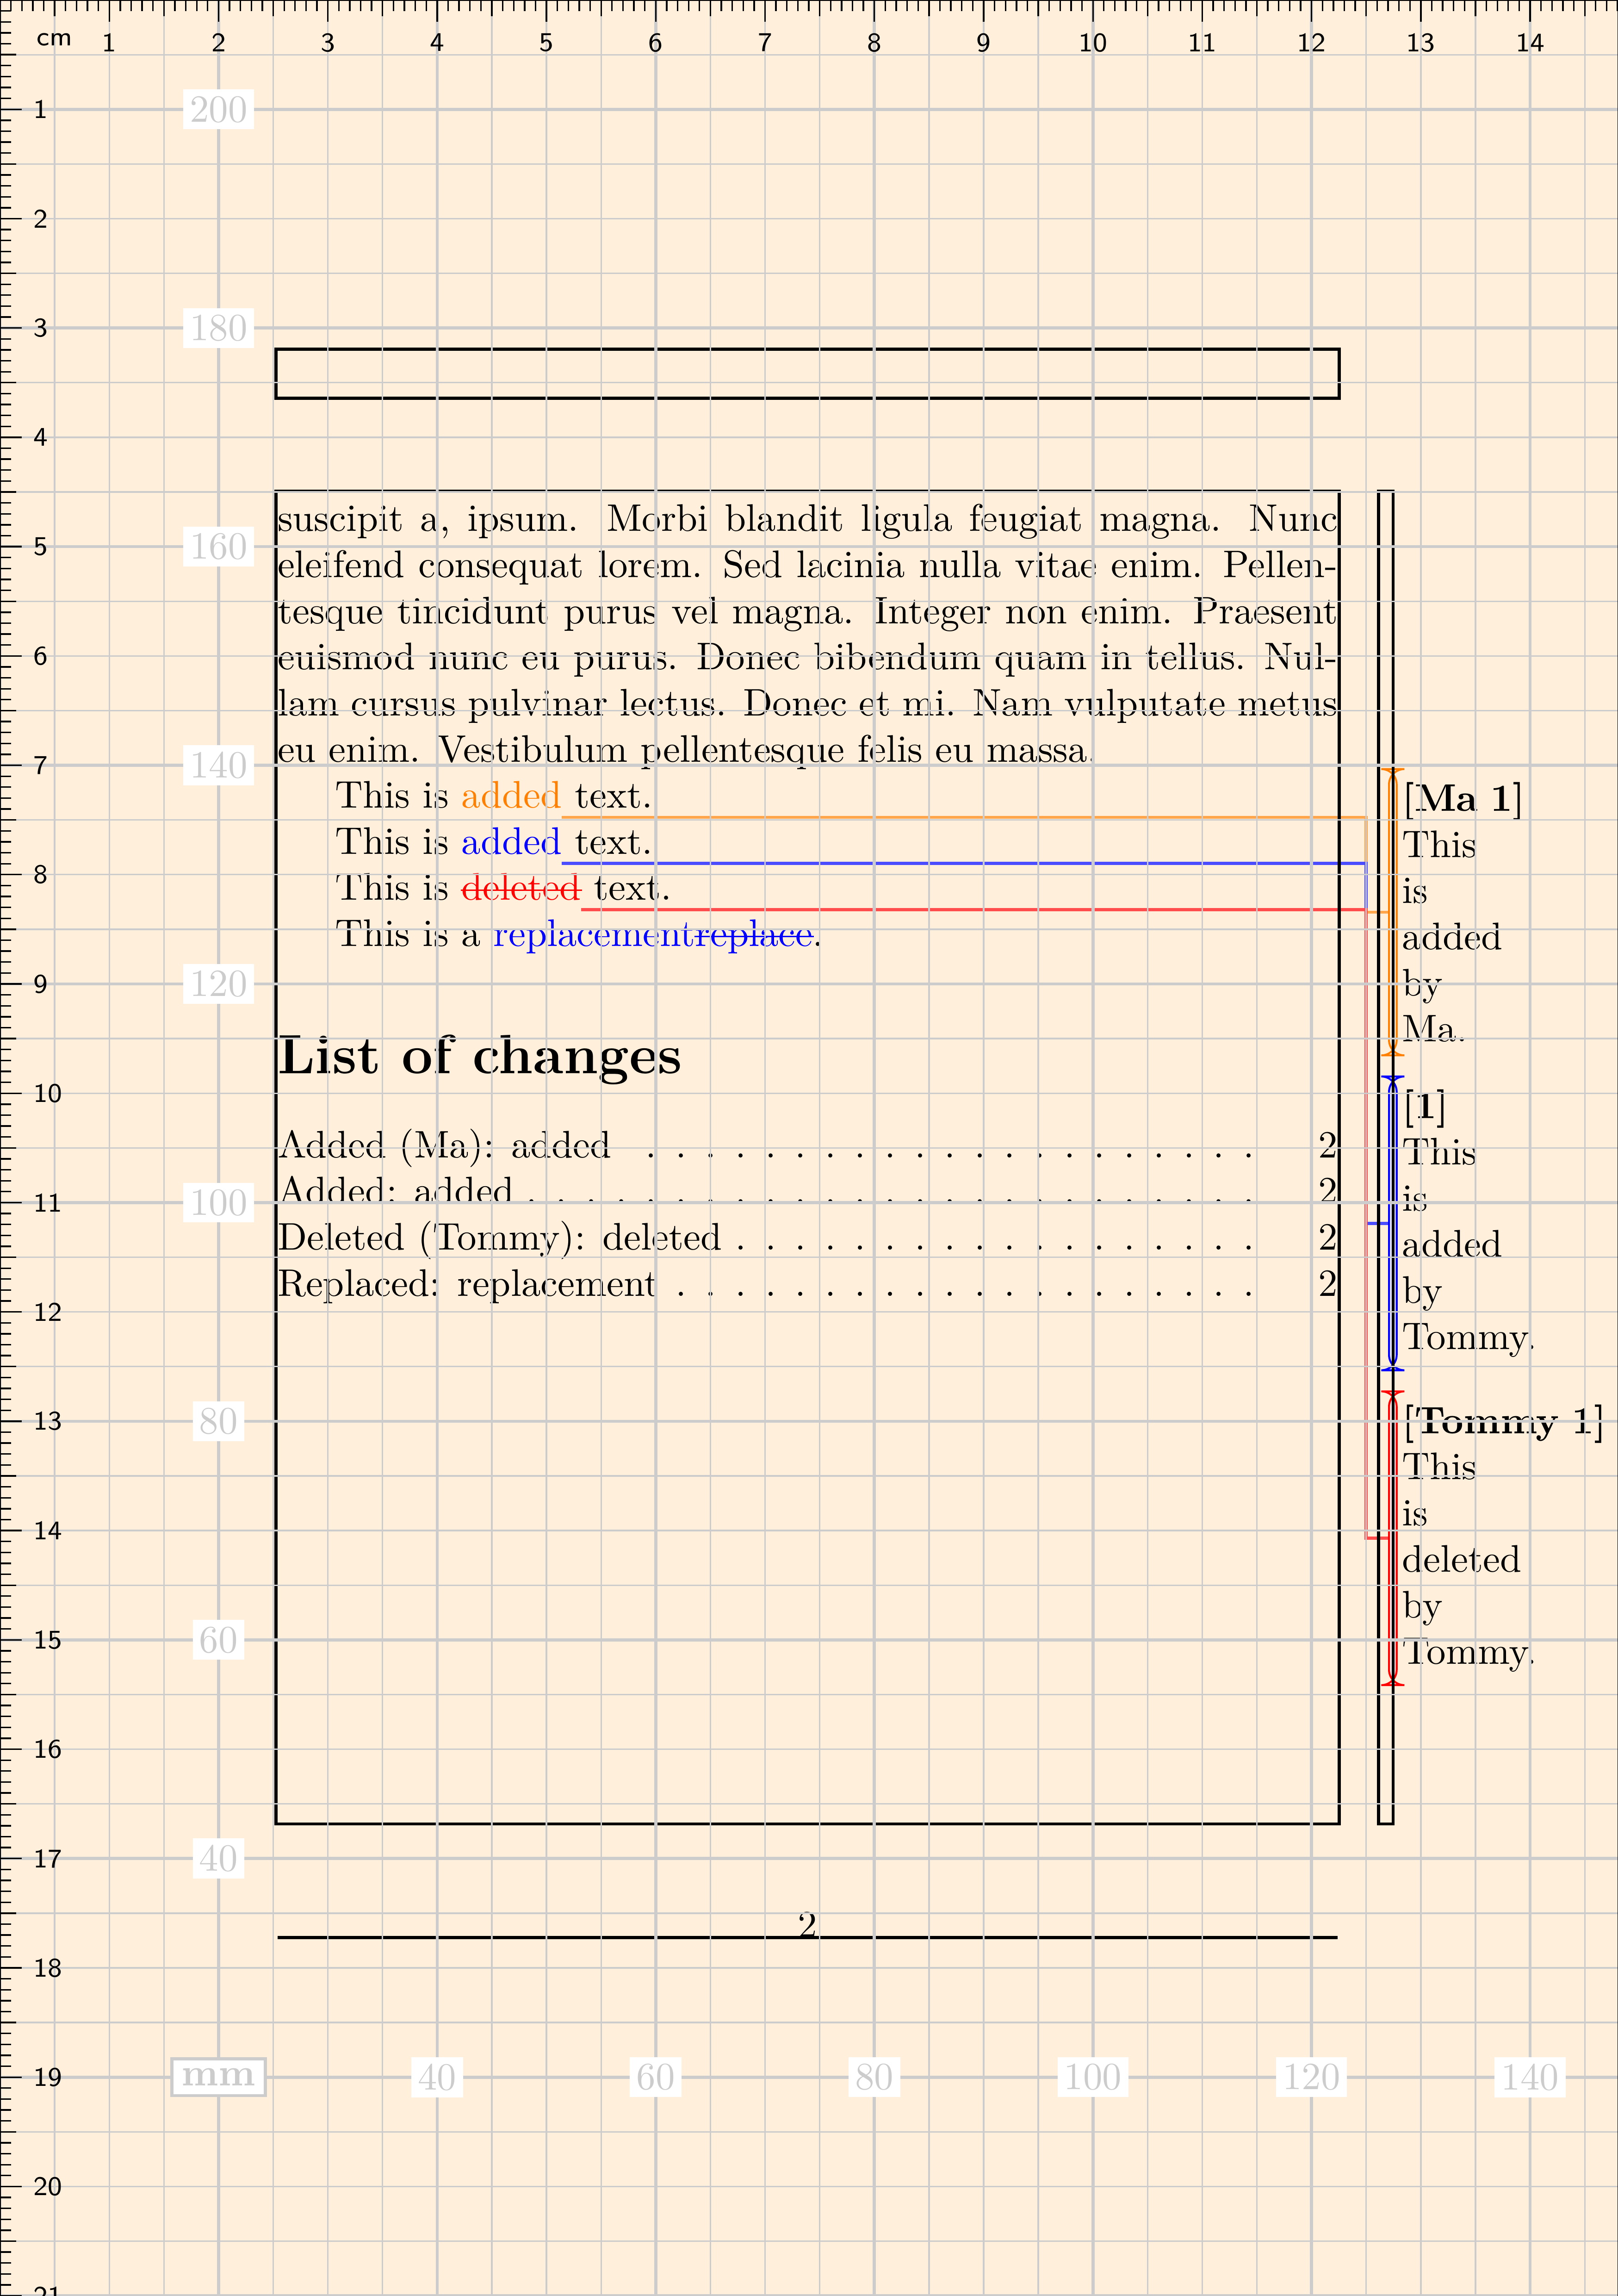 cm 1 2 3 4 5 6 7 8 9 10 11 12 13 14
1
200
2
3
180
4
suscipit a, ipsum. Morbi blandit ligula feugiat magna. Nunc
5
160
eleifend consequat lorem. Sed lacinia nulla vitae enim. Pellen-
tesque tincidunt purus vel magna. Integer non enim. Praesent
6
euismod nunc eu purus. Donec bibendum quam in tellus. Nul-
lam cursus pulvinar lectus. Donec et mi. Nam vulputate metus
eu enim. Vestibulum pellentesque felis eu massa.
7
140
This is added text.
This is added text.
8
This is deleted text.
This is a replacementreplace.
9
120
List of changes
10
Added (Ma): added . . . . . . . . . . . . . . . . . . . . . 2
Added: added . . . . . . . . . . . . . . . . . . . . . . . . . 2
11
100
Deleted (Tommy): deleted . . . . . . . . . . . . . . . . . . 2
Replaced: replacement . . . . . . . . . . . . . . . . . . . . 2
12
[Ma 1]
This
is
added
by
Ma.
[1]
This
is
added
by
Tommy.
[Tommy 1]
This
is
deleted
by
Tommy.
13
80
14
15
60
16
17
40
2
18
19
mm 40 60 80 100 120 140
20
21